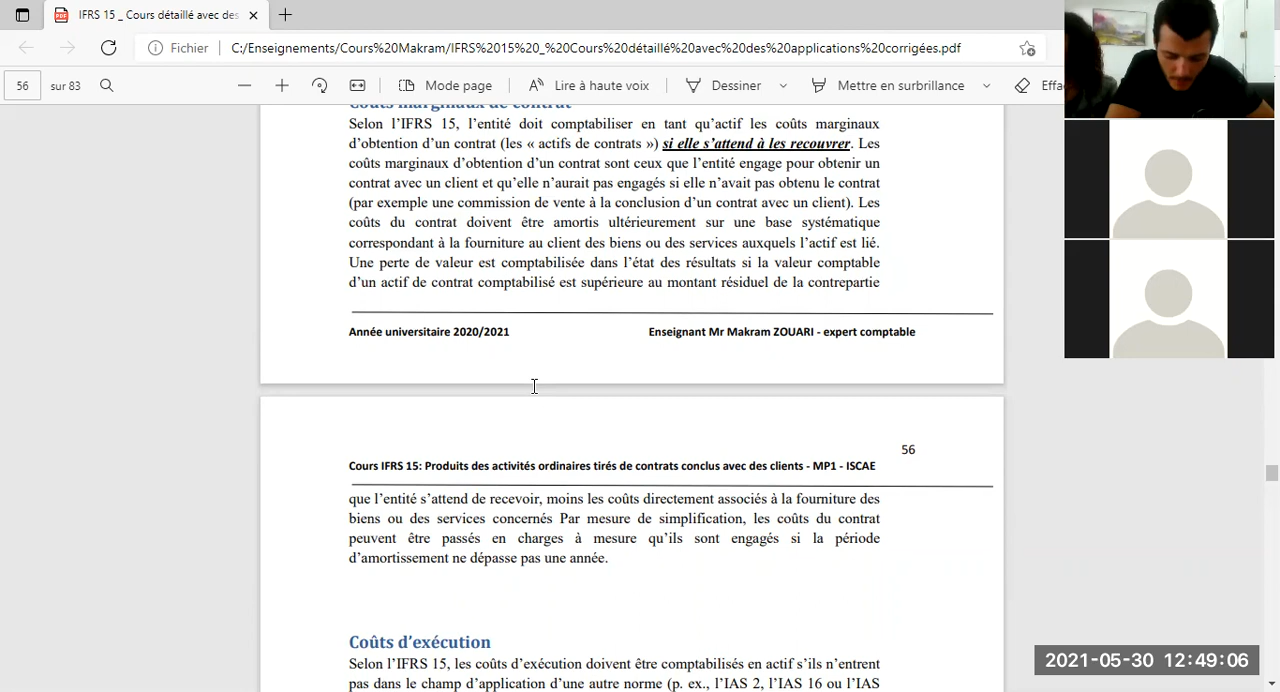 IFRS 15 _ Cours détaillé avec des
Fichier
C:/Enseignements/Cours%20Makram/IFRS%2015%20_%20Cours%20détaillé%20avec%20des%20applications%20corrigées.pdf
56 sur 83
Mode page
Lire à haute voix
Dessiner
Mettre en surbrillance
Effa
Coûts marginaux de contrat
Selon l’IFRS 15, l’entité doit comptabiliser en tant qu’actif les coûts marginaux
d’obtention d’un contrat (les « actifs de contrats ») si elle s’attend à les recouvrer. Les
coûts marginaux d’obtention d’un contrat sont ceux que l’entité engage pour obtenir un
contrat avec un client et qu’elle n’aurait pas engagés si elle n’avait pas obtenu le contrat
(par exemple une commission de vente à la conclusion d’un contrat avec un client). Les
coûts du contrat doivent être amortis ultérieurement sur une base systématique
correspondant à la fourniture au client des biens ou des services auxquels l’actif est lié.
Une perte de valeur est comptabilisée dans l’état des résultats si la valeur comptable
d’un actif de contrat comptabilisé est supérieure au montant résiduel de la contrepartie
Année universitaire 2020/2021
Enseignant Mr Makram ZOUARI - expert comptable
56
Cours IFRS 15: Produits des activités ordinaires tirés de contrats conclus avec des clients - MP1 - ISCAE
que l’entité s’attend de recevoir, moins les coûts directement associés à la fourniture des
biens ou des services concernés Par mesure de simplification, les coûts du contrat
peuvent être passés en charges à mesure qu’ils sont engagés si la période
d’amortissement ne dépasse pas une année.
Coûts d’exécution
Selon l’IFRS 15, les coûts d’exécution doivent être comptabilisés en actif s’ils n’entrent
pas dans le champ d’application d’une autre norme (p. ex., l’IAS 2, l’IAS 16 ou l’IAS
2021-05-30 12:49:06